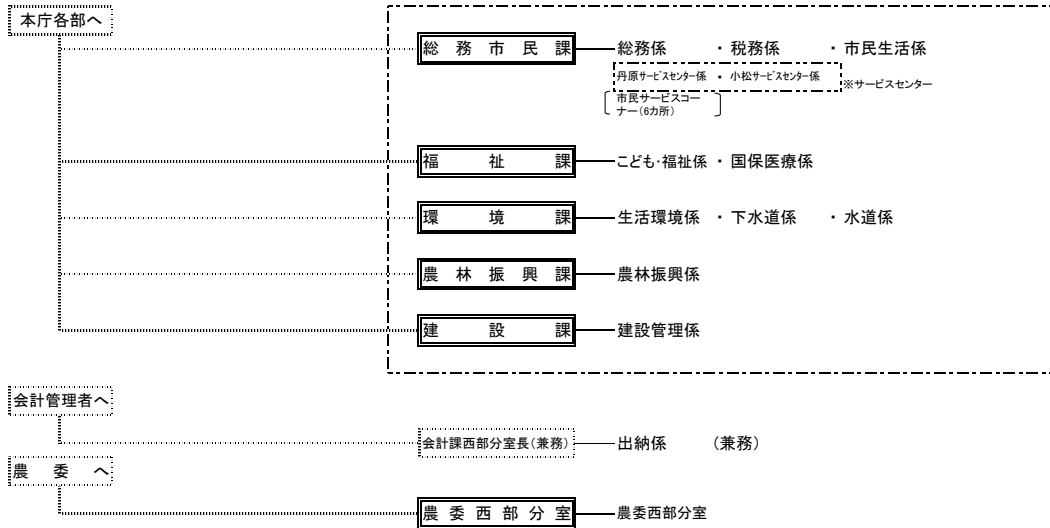 本庁各部へ
総務市民課 総務係 ・ 税務係 ・ 市民生活係
丹原サービスセンター係 ・ 小松サービスセンター係 ※サービスセンター
市民サービスコー
ナー(6カ所)
福祉課 こども・福祉係 ・ 国保医療係
環境課 生活環境係 ・ 下水道係 ・ 水道係
農林振興課 農林振興係
建設課 建設管理係
会計管理者へ
会計課西部分室長(兼務) 出納係 (兼務)
農委へ
農委西部分室 農委西部分室